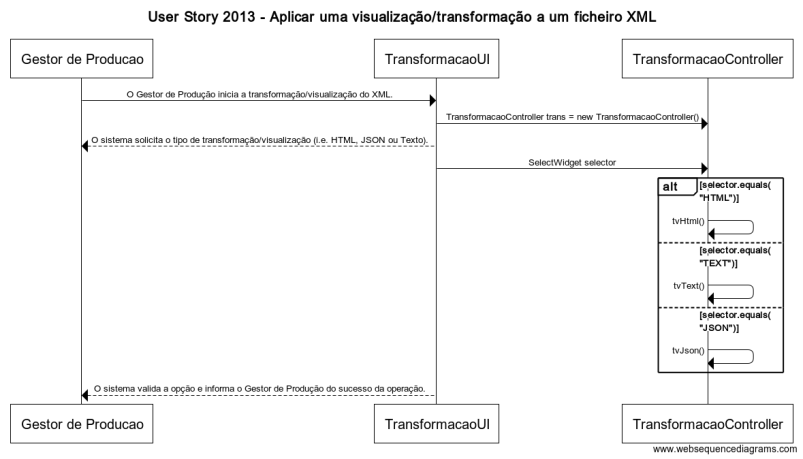 User Story 2013 - Aplicar uma visualização/transformação a um ficheiro XML
Gestor de Producao
TransformacaoUI
TransformacaoController
O Gestor de Produção inicia a transformação/visualização do XML.
TransformacaoController trans = new TransformacaoController()
O sistema solicita o tipo de transformação/visualização (i.e. HTML, JSON ou Texto).
SelectWidget selector
alt
[selector.equals(
"HTML")]
tvHtml()
[selector.equals(
"TEXT")]
tvText()
[selector.equals(
"JSON")]
tvJson()
O sistema valida a opção e informa o Gestor de Produção do sucesso da operação.
Gestor de Producao
TransformacaoUI
TransformacaoController
www.websequencediagrams.com